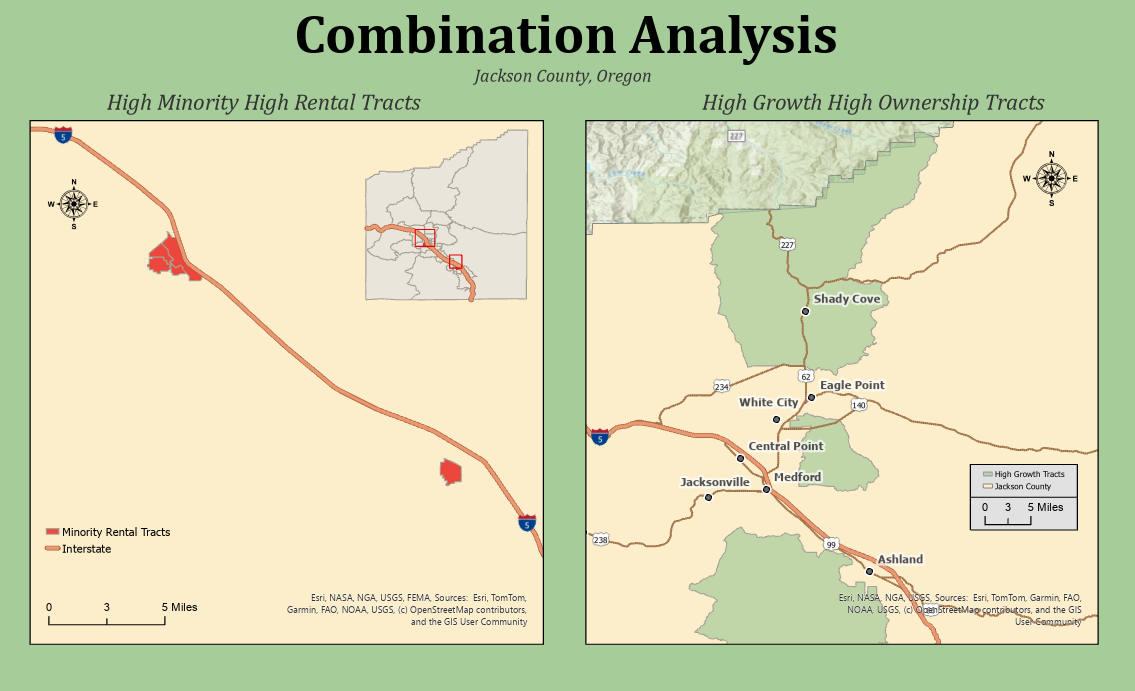 Combination Analysis
Jackson County, Oregon
High Minority High Rental Tracts
High Growth High Ownership Tracts
5
N
W E
S
5
Minority Rental Tracts
Interstate
0 3 5 Miles
Esri, NASA, NGA, USGS, FEMA, Sources: Esri, TomTom,
Garmin, FAO, NOAA, USGS, (c) OpenStreetMap contributors,
and the GIS User Community
227
N
W E
S
227
Shady Cove
62
Eagle Point
234
White City
140
5
Central Point
Medford
Jacksonville
High Growth Tracts
Jackson County
0 3 5 Miles
238
99
Ashland
Esri, NASA, NGA, USGS, Sources: Esri, TomTom, Garmin, FAO,
NOAA, USGS, (c) OpenStreetMap contributors, and the GIS
User Community